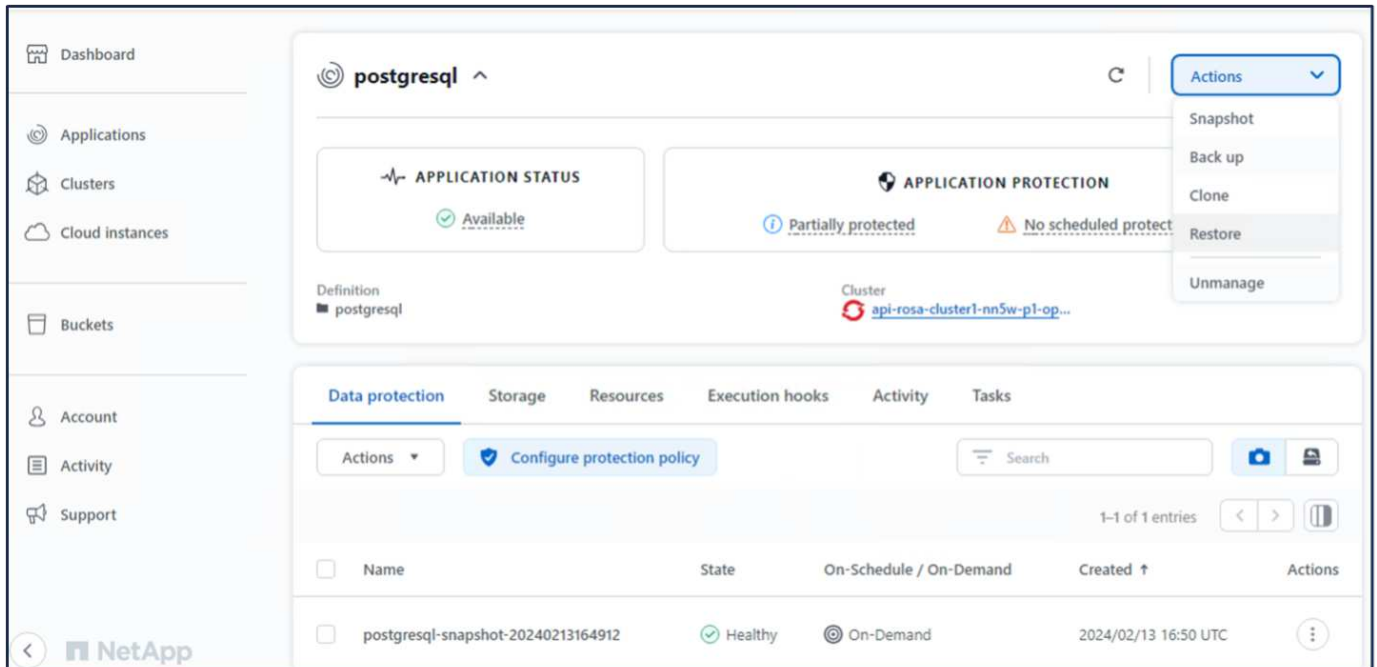 Dashboard
Applications
Clusters
Cloud instances
Buckets
Account
Activity
Support
NetApp
postgresql
Actions
Snapshot
Back up
Clone
Restore
Unmanage
APPLICATION STATUS
Available
APPLICATION PROTECTION
Partially protected
No scheduled protect
Definition
postgresql
Cluster
api-rosa-cluster1-nn5w-p1-op...
Data protection Storage Resources Execution hooks Activity Tasks
Actions Configure protection policy Search
1–1 of 1 entries
Name State On-Schedule / On-Demand Created ↑ Actions
postgresql-snapshot-20240213164912 Healthy On-Demand 2024/02/13 16:50 UTC